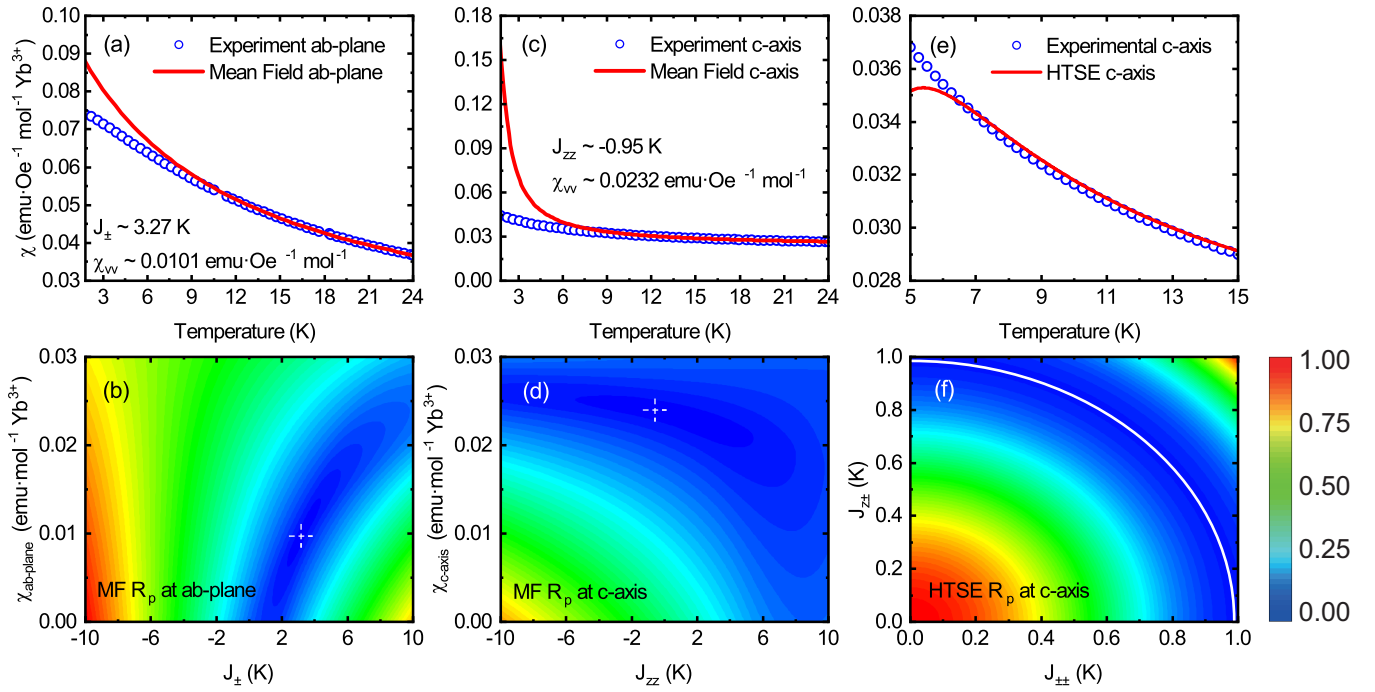 (a)
Experiment ab-plane
Mean Field ab-plane
J± ~ 3.27 K
χvv ~ 0.0101 emu·Oe -1 mol-1
χ (emu·Oe-1 mol-1 Yb3+)
0.10
0.09
0.08
0.07
0.06
0.05
0.04
0.03
3 6 9 12 15 18 21 24
Temperature (K)
(c)
Experiment c-axis
Mean Field c-axis
Jzz ~ -0.95 K
χvv ~ 0.0232 emu·Oe -1 mol-1
0.18
0.15
0.12
0.09
0.06
0.03
0.00
3 6 9 12 15 18 21 24
Temperature (K)
(e)
Experimental c-axis
HTSE c-axis
0.038
0.036
0.034
0.032
0.030
0.028
5 7 9 11 13 15
Temperature (K)
(b)
MF Rp at ab-plane
χab-plane (emu·mol-1 Yb3+)
0.03
0.02
0.01
0.00
-10 -6 -2 2 6 10
J± (K)
(d)
MF Rp at c-axis
χc-axis (emu·mol-1 Yb3+)
0.03
0.02
0.01
0.00
-10 -6 -2 2 6 10
Jzz (K)
(f)
HTSE Rp at c-axis
Jz± (K)
1.0
0.8
0.6
0.4
0.2
0.0
0.0 0.2 0.4 0.6 0.8 1.0
J±± (K)
1.00
0.75
0.50
0.25
0.00